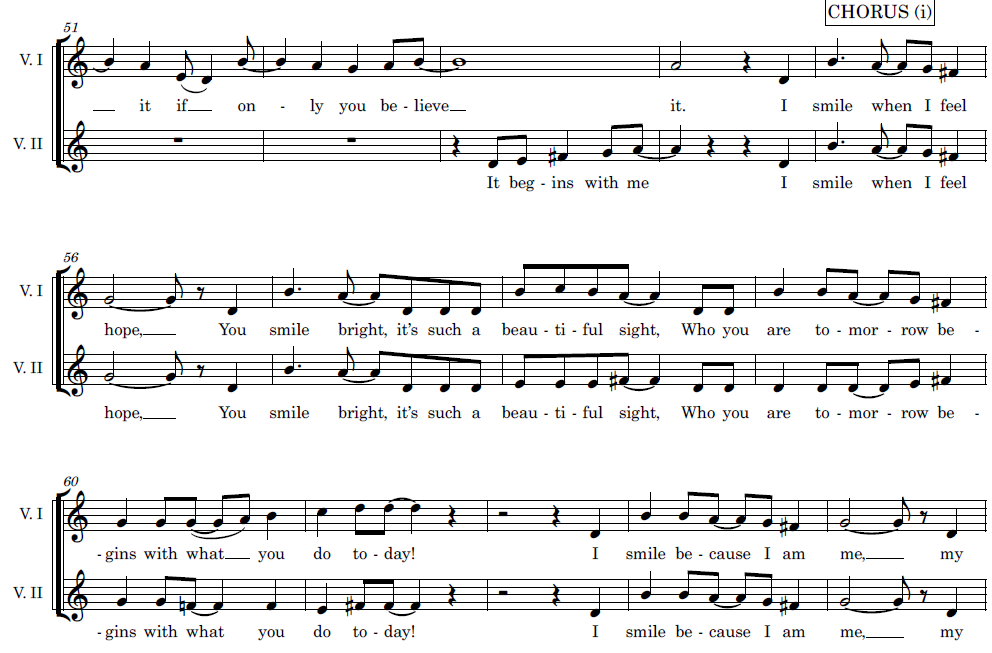 CHORUS (i)
51
V. I
it if on - ly you be - lieve it. I smile when I feel
V. II
It beg - ins with me I smile when I feel
56
V. I
hope, You smile bright, it's such a beau - ti - ful sight, Who you are to - mor - row be -
V. II
hope, You smile bright, it's such a beau - ti - ful sight, Who you are to - mor - row be -
60
V. I
- gins with what you do to - day! I smile be - cause I am me, my
V. II
- gins with what you do to - day! I smile be - cause I am me, my